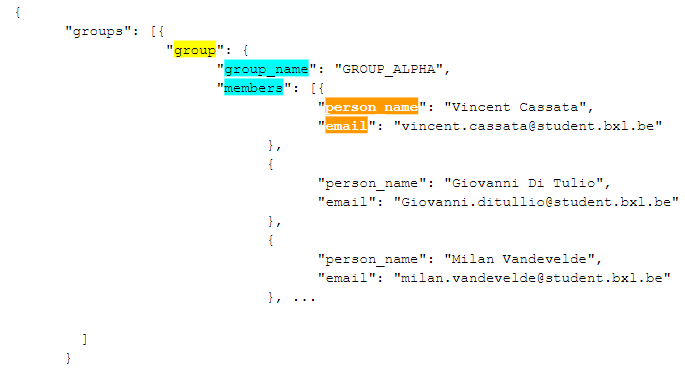 {
"groups": [{
"group": {
"group_name": "GROUP_ALPHA",
"members": [{
"person_name": "Vincent Cassata",
"email": "vincent.cassata@student.bxl.be"
},
{
"person_name": "Giovanni Di Tulio",
"email": "Giovanni.ditullio@student.bxl.be"
},
{
"person_name": "Milan Vandevelde",
"email": "milan.vandevelde@student.bxl.be"
}, ...
]
}